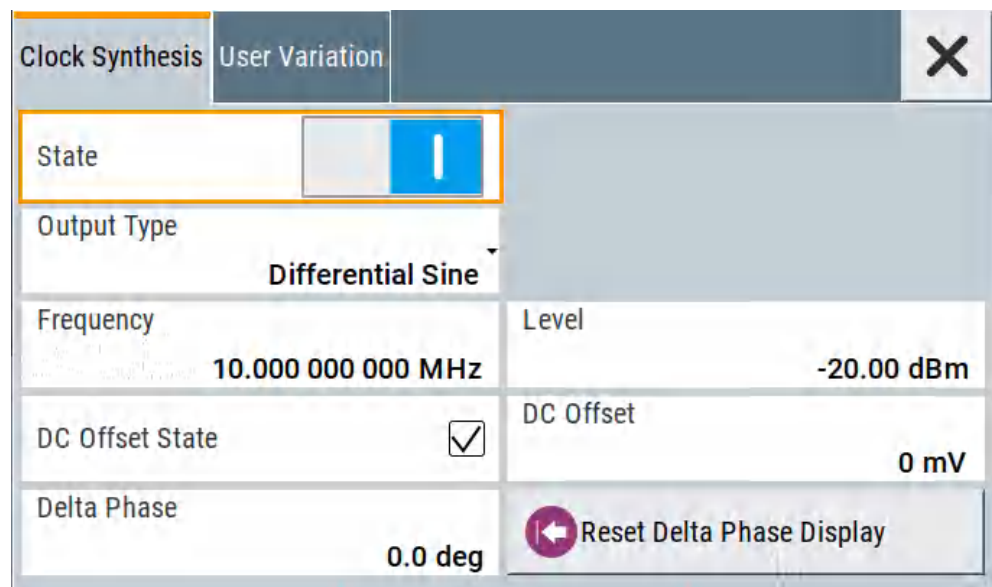 Clock Synthesis User Variation
State
Output Type
Differential Sine
Frequency
10.000 000 000 MHz
Level
-20.00 dBm
DC Offset State
DC Offset
0 mV
Delta Phase
0.0 deg
Reset Delta Phase Display